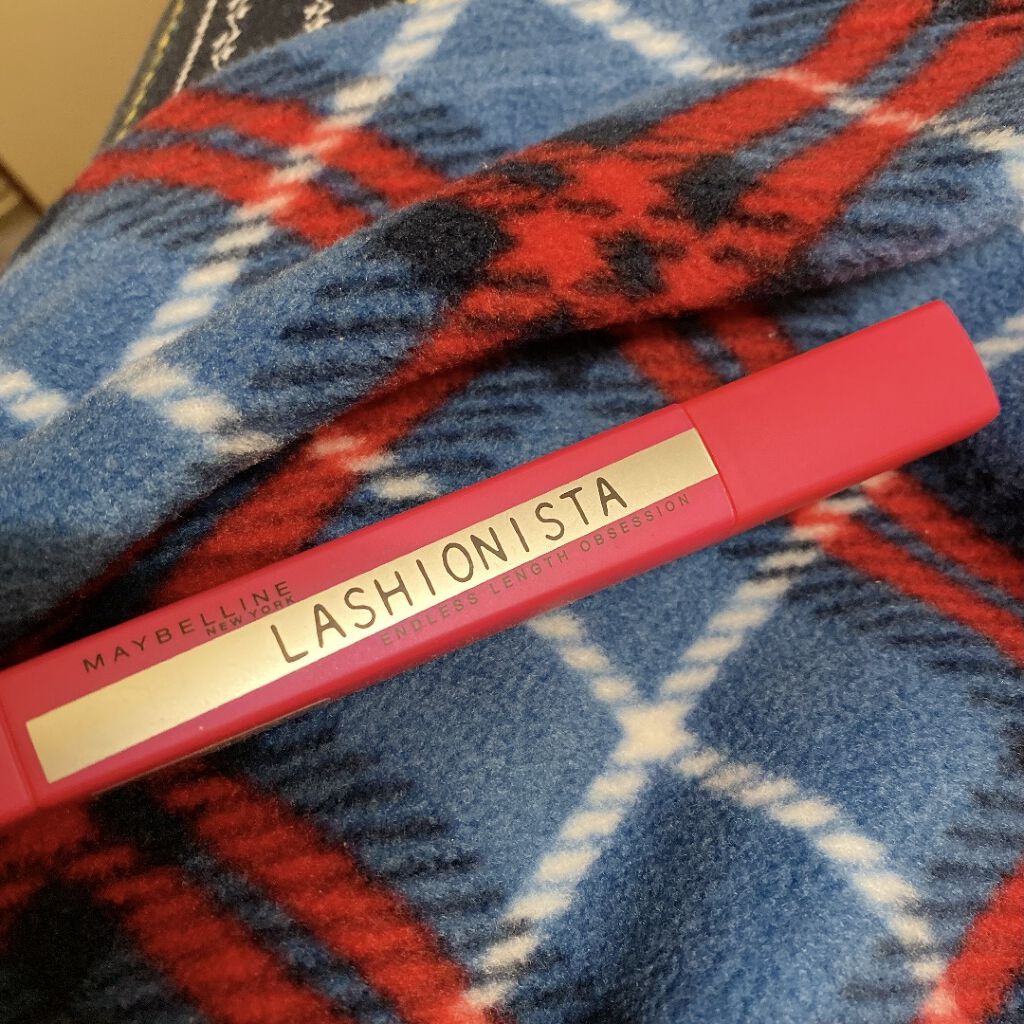 MAYBELLINE
NEW YORK
LASHIONISTA
ENDLESS LENGTH OBSESSION